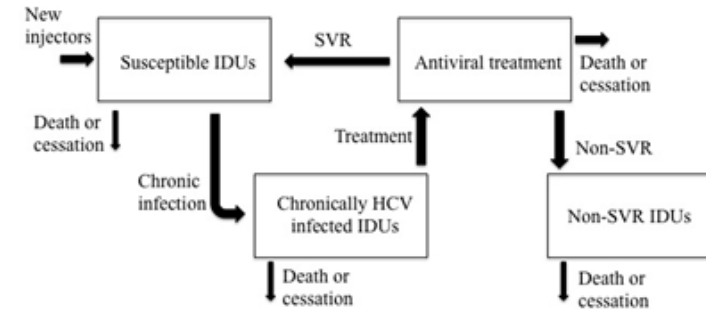 New
injectors
Susceptible IDUs
SVR
Antiviral treatment
Death or
cessation
Death or
cessation
Treatment
Non-SVR
Chronic
infection
Chronically HCV
infected IDUs
Non-SVR IDUs
Death or
cessation
Death or
cessation